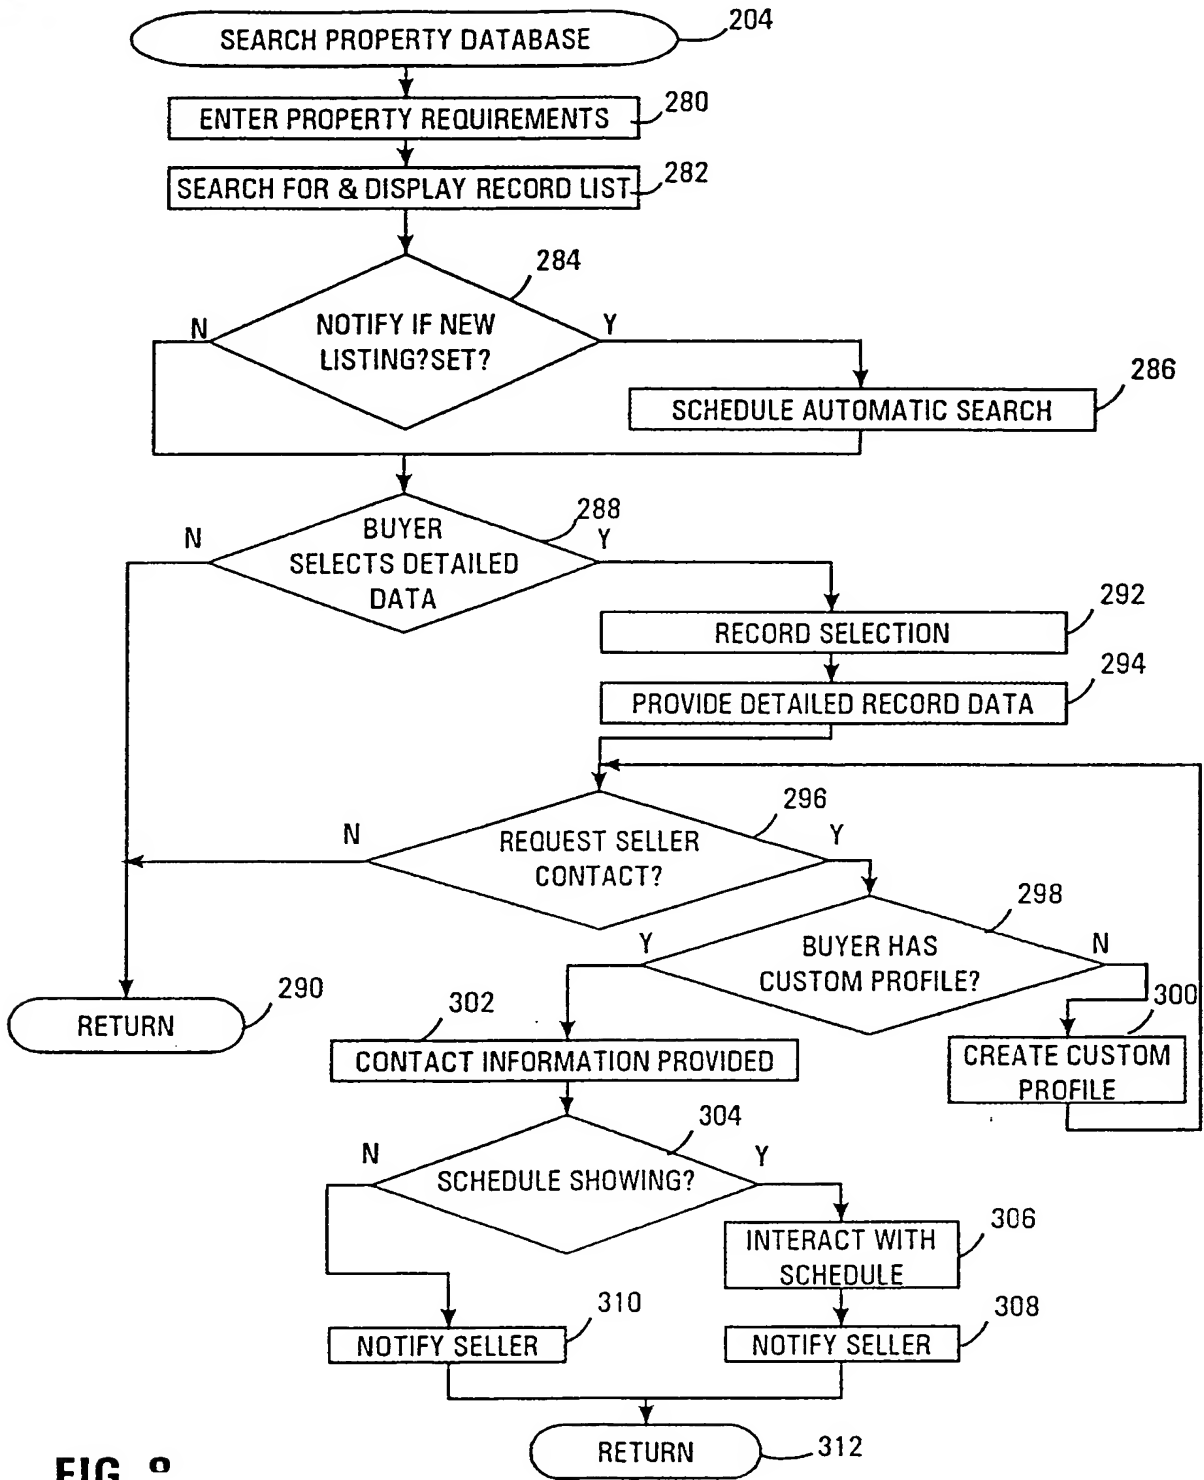 204
SEARCH PROPERTY DATABASE
280
ENTER PROPERTY REQUIREMENTS
282
SEARCH FOR & DISPLAY RECORD LIST
284
N
NOTIFY IF NEW
LISTING?SET?
Y
286
SCHEDULE AUTOMATIC SEARCH
288
N
BUYER
SELECTS DETAILED
DATA
Y
292
RECORD SELECTION
294
PROVIDE DETAILED RECORD DATA
296
N
REQUEST SELLER
CONTACT?
Y
298
Y
BUYER HAS
CUSTOM PROFILE?
N
290
RETURN
302
CONTACT INFORMATION PROVIDED
300
CREATE CUSTOM
PROFILE
304
N
SCHEDULE SHOWING?
Y
306
INTERACT WITH
SCHEDULE
310
NOTIFY SELLER
308
NOTIFY SELLER
RETURN
312
FIG.